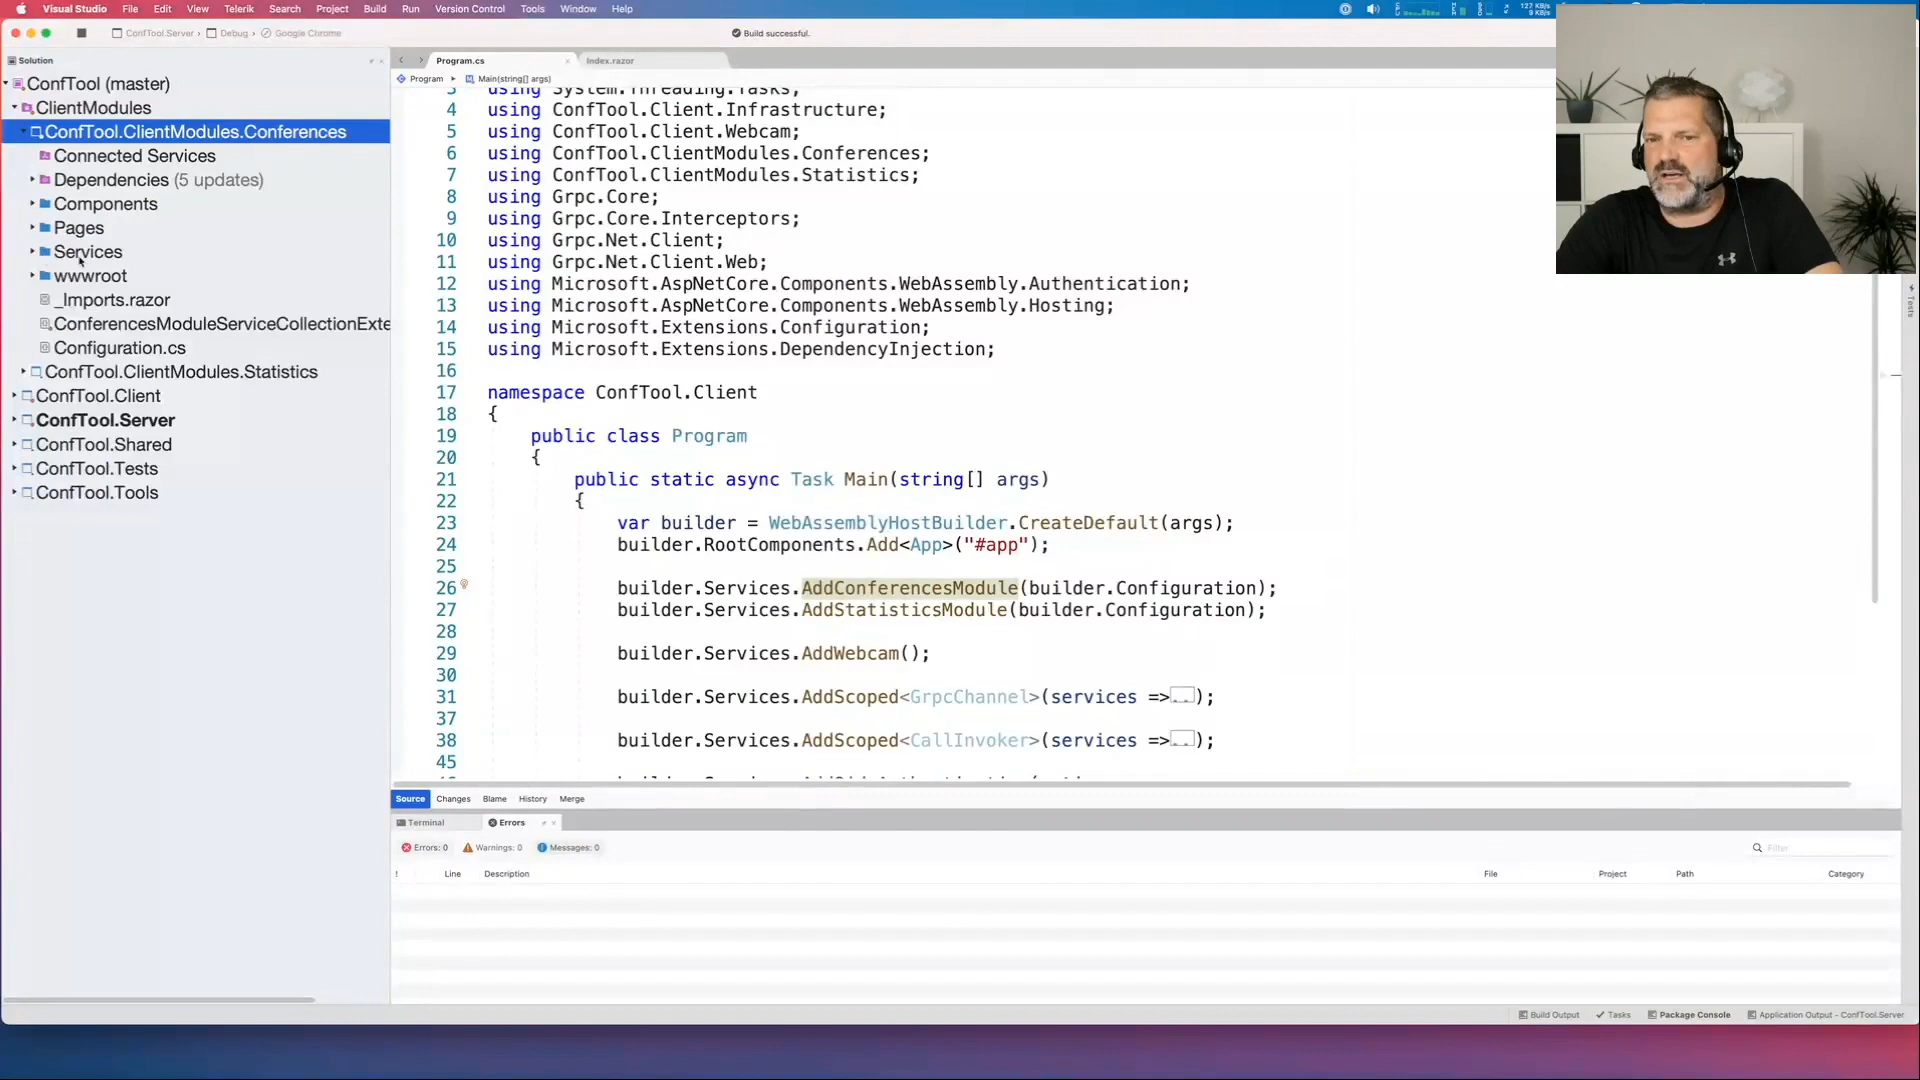 Visual Studio File Edit View Telerik Search Project Build Run Version Control Tools Window Help
127 KB/s
9 KB/s
ConfTool.Server › Debug › Google Chrome
Build successful.
Solution
ConfTool (master)
ClientModules
ConfTool.ClientModules.Conferences
Connected Services
Dependencies (5 updates)
Components
Pages
Services
wwwroot
_Imports.razor
ConferencesModuleServiceCollectionExte
Configuration.cs
ConfTool.ClientModules.Statistics
ConfTool.Client
ConfTool.Server
ConfTool.Shared
ConfTool.Tests
ConfTool.Tools
Program.cs
Index.razor
Program Main(string[] args)
3 using System.Threading.Tasks;
4 using ConfTool.Client.Infrastructure;
5 using ConfTool.Client.Webcam;
6 using ConfTool.ClientModules.Conferences;
7 using ConfTool.ClientModules.Statistics;
8 using Grpc.Core;
9 using Grpc.Core.Interceptors;
10 using Grpc.Net.Client;
11 using Grpc.Net.Client.Web;
12 using Microsoft.AspNetCore.Components.WebAssembly.Authentication;
13 using Microsoft.AspNetCore.Components.WebAssembly.Hosting;
14 using Microsoft.Extensions.Configuration;
15 using Microsoft.Extensions.DependencyInjection;
16
17 namespace ConfTool.Client
18 {
19 public class Program
20 {
21 public static async Task Main(string[] args)
22 {
23 var builder = WebAssemblyHostBuilder.CreateDefault(args);
24 builder.RootComponents.Add<App>("#app");
25
26 builder.Services.AddConferencesModule(builder.Configuration);
27 builder.Services.AddStatisticsModule(builder.Configuration);
28
29 builder.Services.AddWebcam();
30
31 builder.Services.AddScoped<GrpcChannel>(services =>...);
37
38 builder.Services.AddScoped<CallInvoker>(services =>...);
45
Source Changes Blame History Merge
Terminal Errors
Errors: 0 Warnings: 0 Messages: 0
Filter
! Line Description File Project Path Category
Build Output Tasks Package Console Application Output - ConfTool.Server
Tests